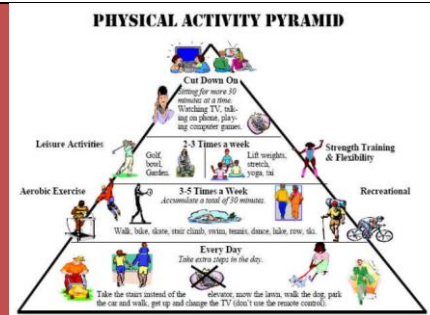 PHYSICAL ACTIVITY PYRAMID
Cut Down On
Sitting for more 30
minutes at a time.
Watching TV, talk-
ing on phone, play-
ing computer games.
Leisure Activities
2-3 Times a week
Strength Training
& Flexibility
Golf,
bowl,
Garden.
Lift weights,
stretch,
yoga, tai
Aerobic Exercise
3-5 Times a Week
Recreational
Accumulate a total of 30 minutes.
Walk, bike, skate, stair climb, swim, tennis, dance, hike, row, ski.
Every Day
Take extra steps in the day.
Take the stairs instead of the elevator, mow the lawn, walk the dog, park
the car and walk, get up and change the TV (don't use the remote control).